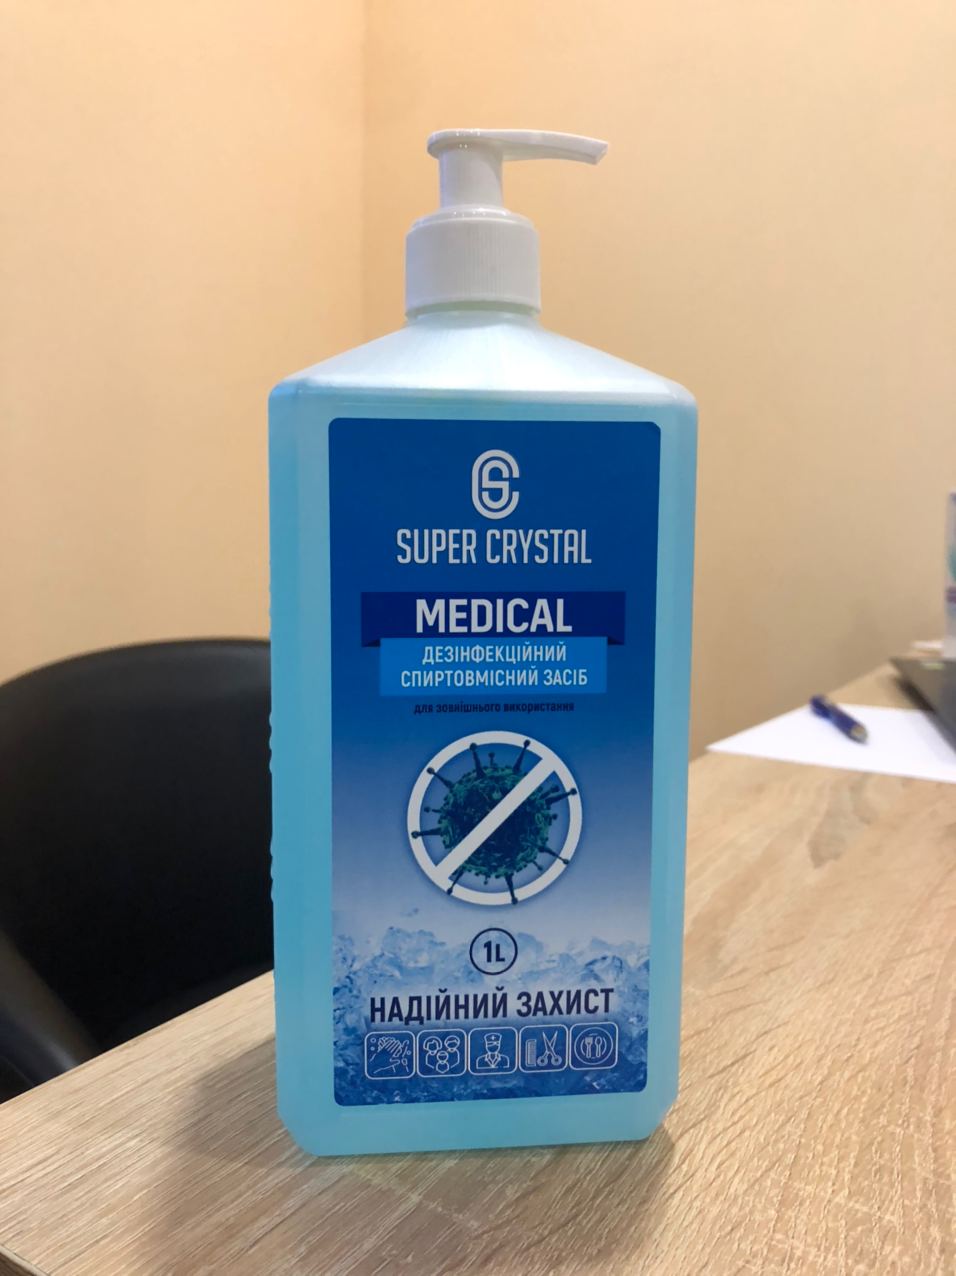 SUPER CRYSTAL
MEDICAL
ДЕЗІНФЕКЦІЙНИЙ
СПИРТОВМІСНИЙ ЗАСІБ
для зовнішнього використання
1L
НАДІЙНИЙ ЗАХИСТ